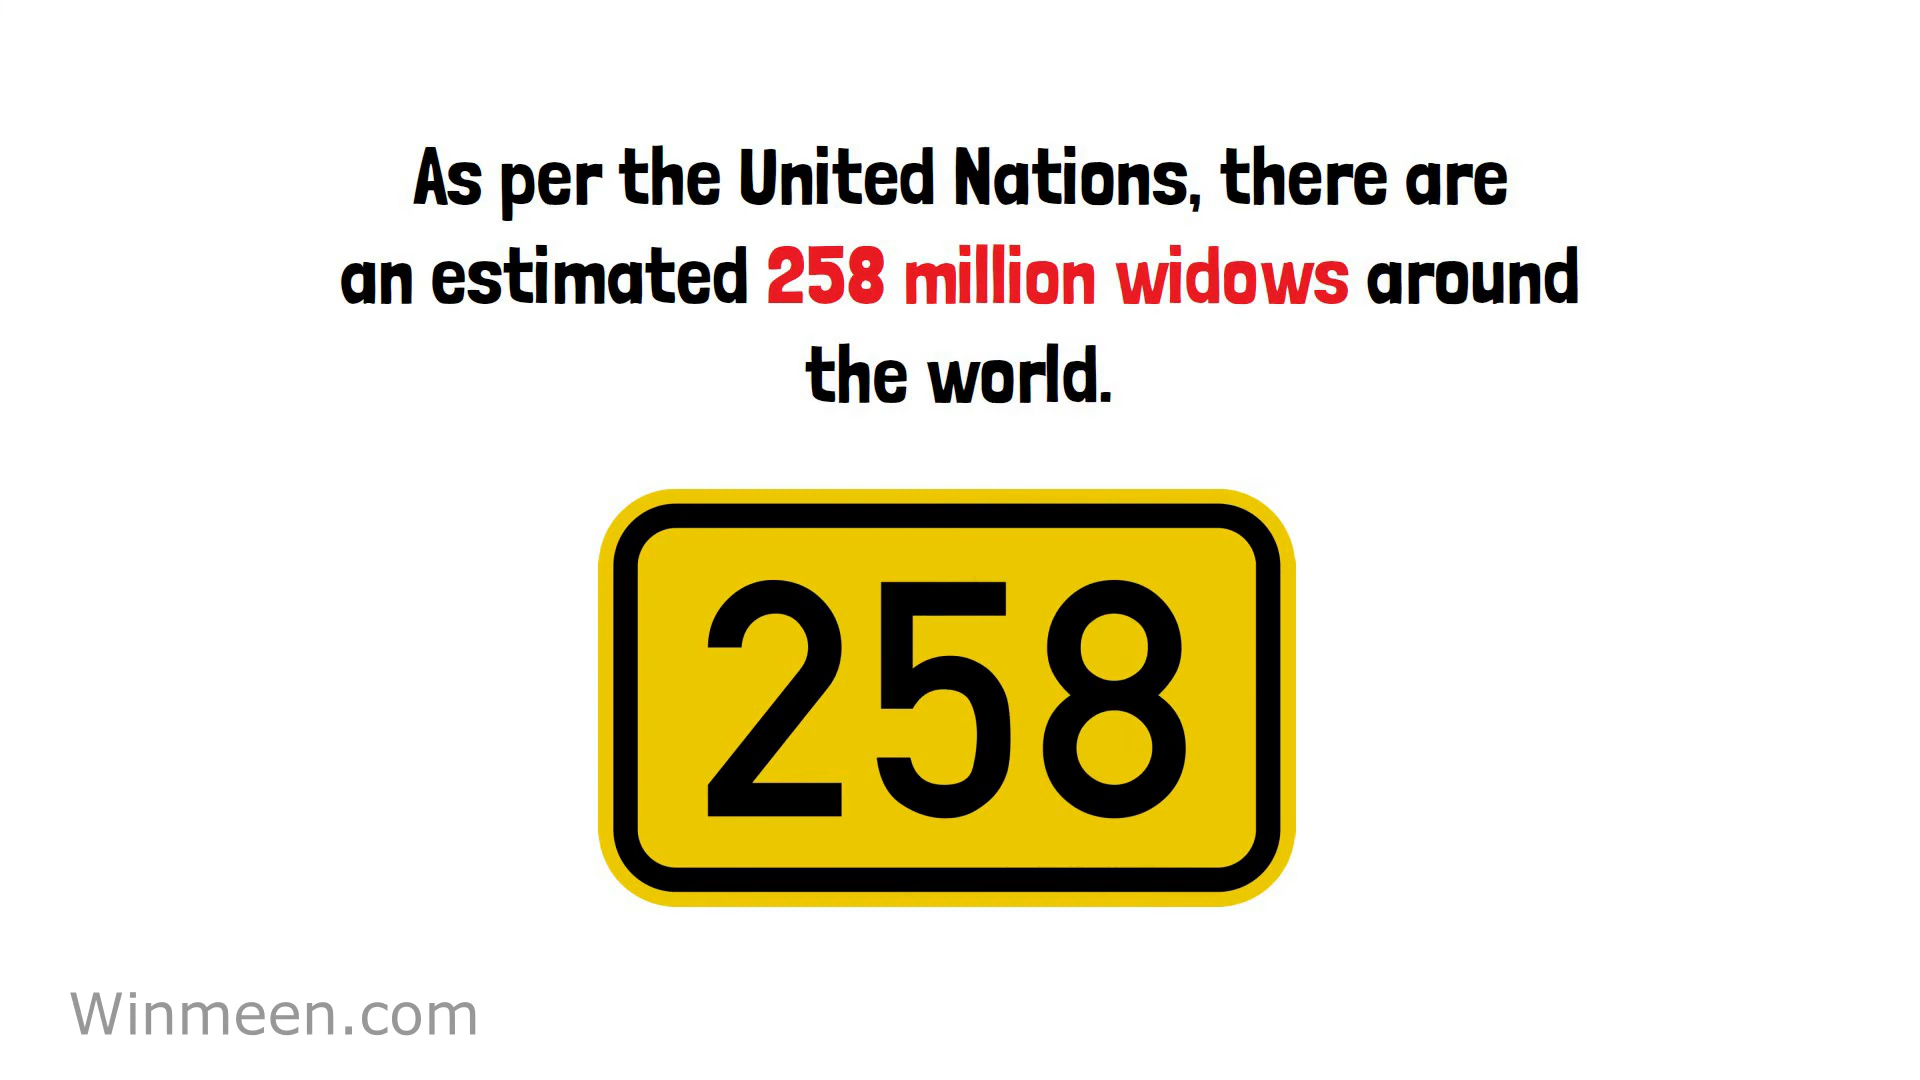 As per the United Nations, there are
an estimated 258 million widows around
the world.
258
Winmeen.com